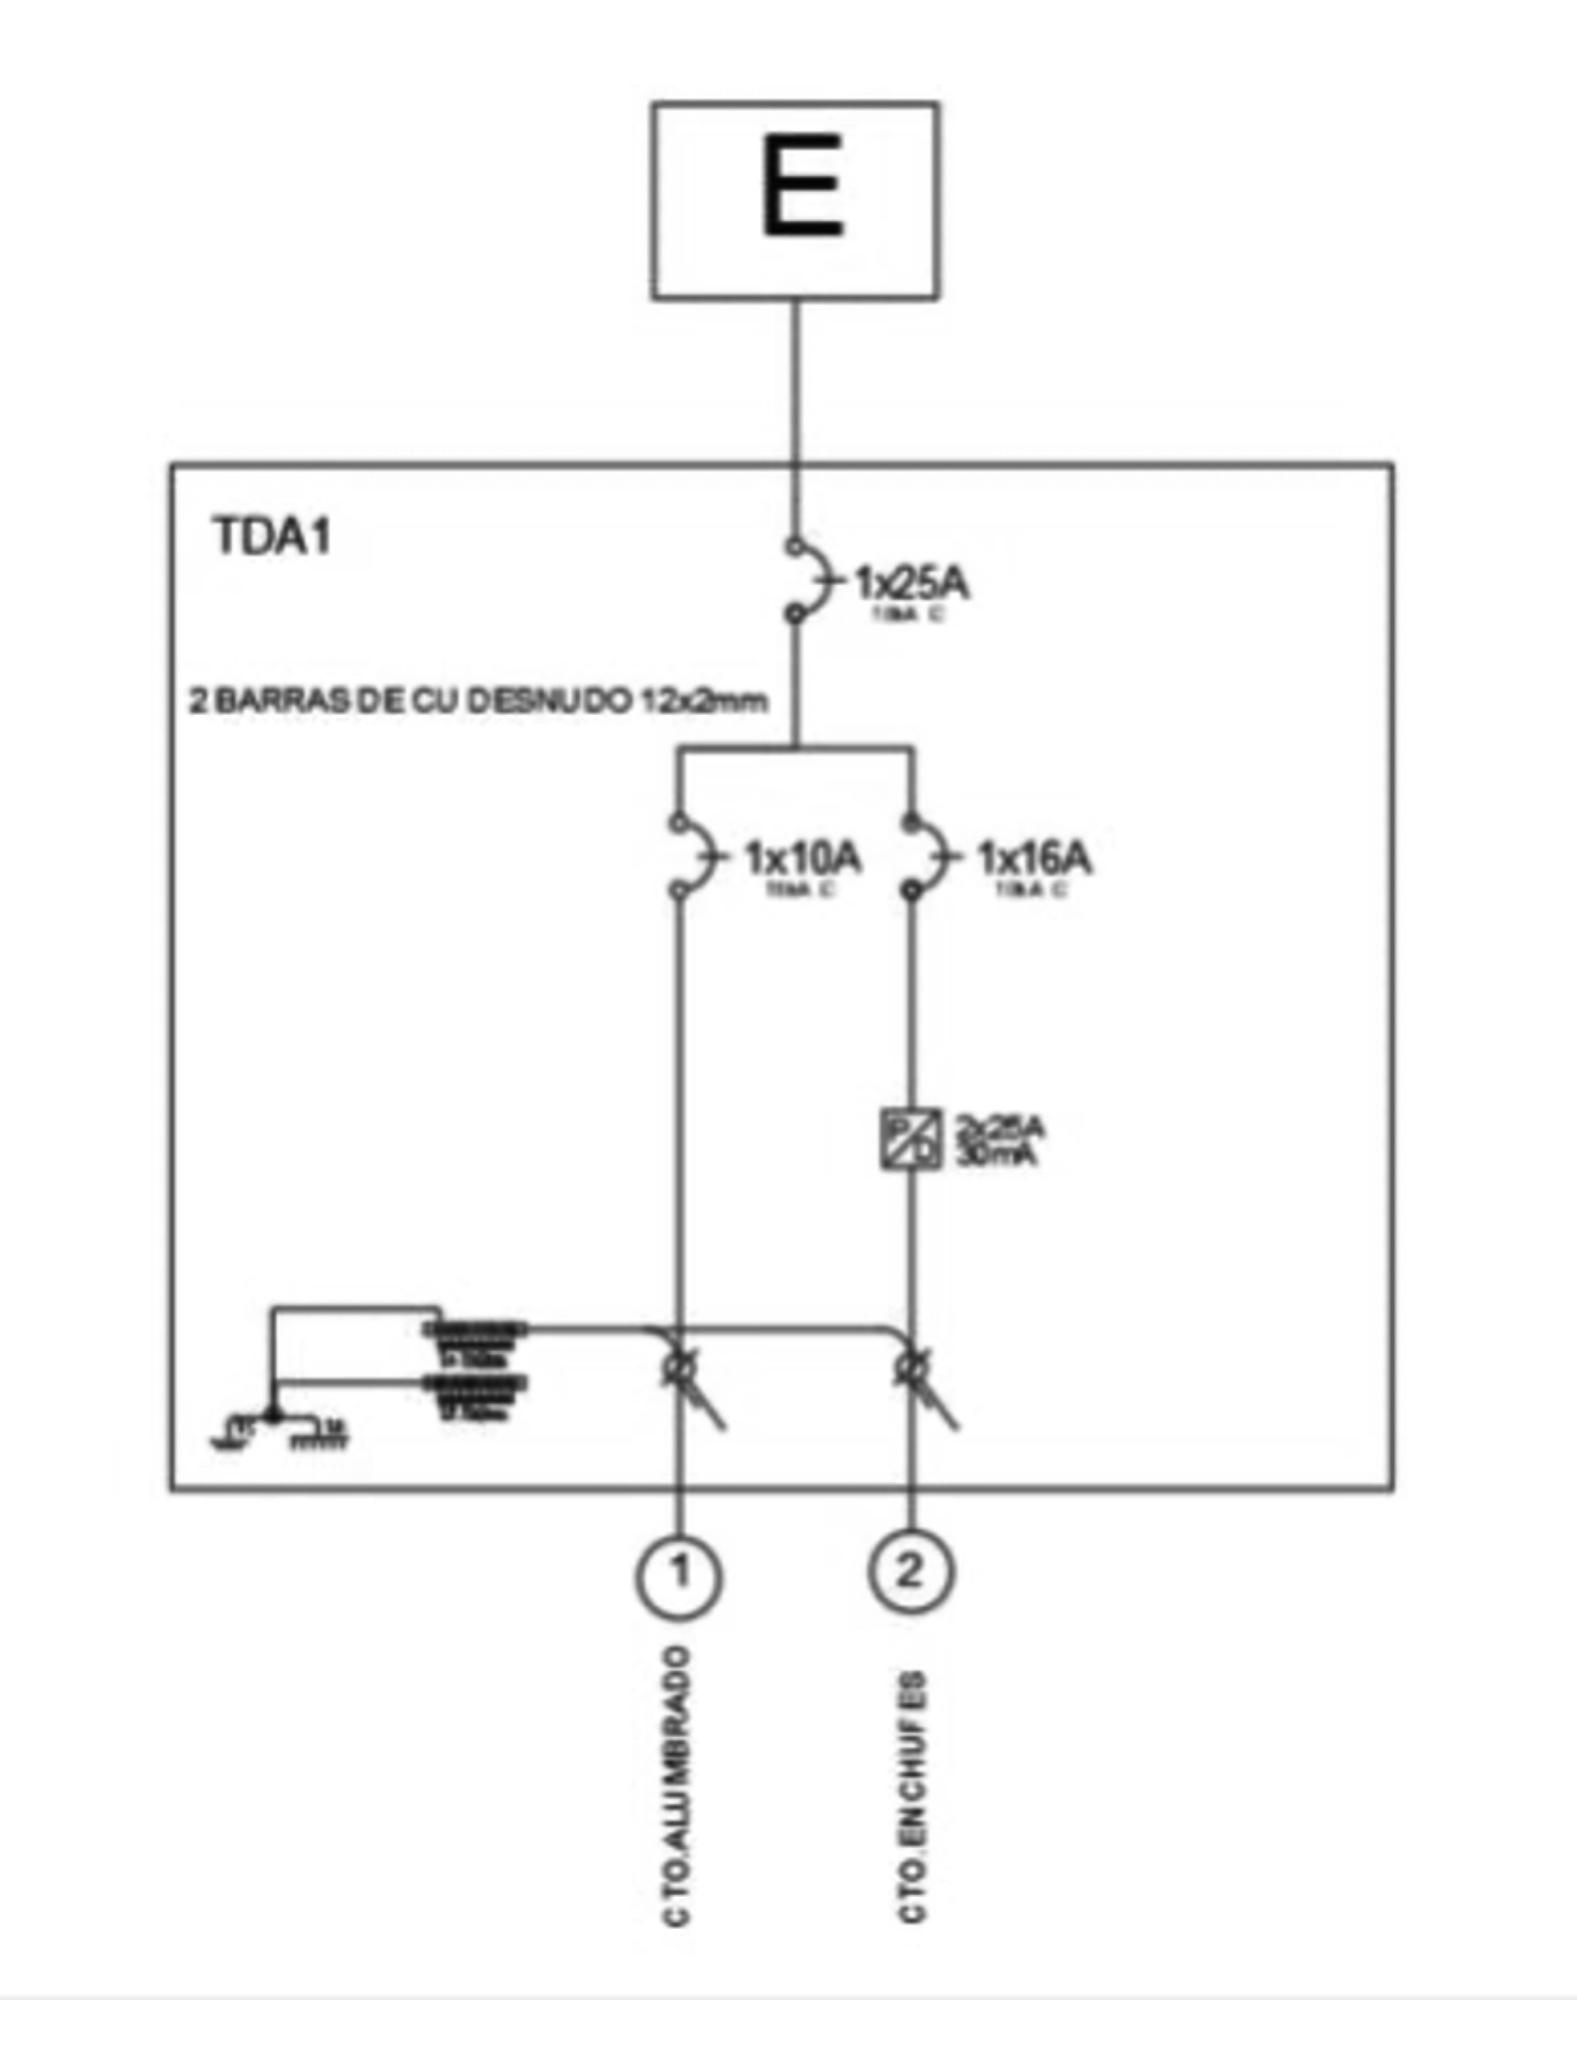 E
TDA1
1x25A
2 BARRAS DE CU DESNUDO 12x2mm
1x10A
1x16A
P/D
2x25A
30mA
1
2
CTO.ALUMBRADO
CTO.ENCHUFES